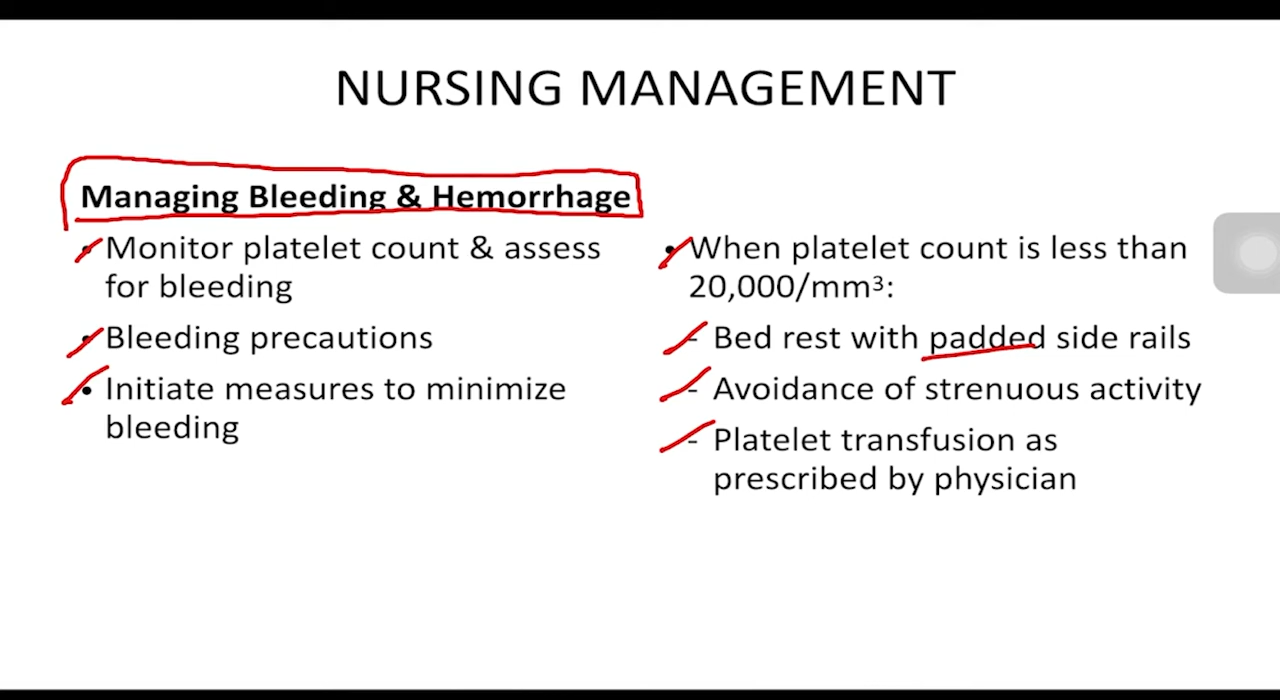 NURSING MANAGEMENT
Managing Bleeding & Hemorrhage
• Monitor platelet count & assess
for bleeding
• Bleeding precautions
• Initiate measures to minimize
bleeding
• When platelet count is less than
20,000/mm³:
- Bed rest with padded side rails
- Avoidance of strenuous activity
- Platelet transfusion as
prescribed by physician